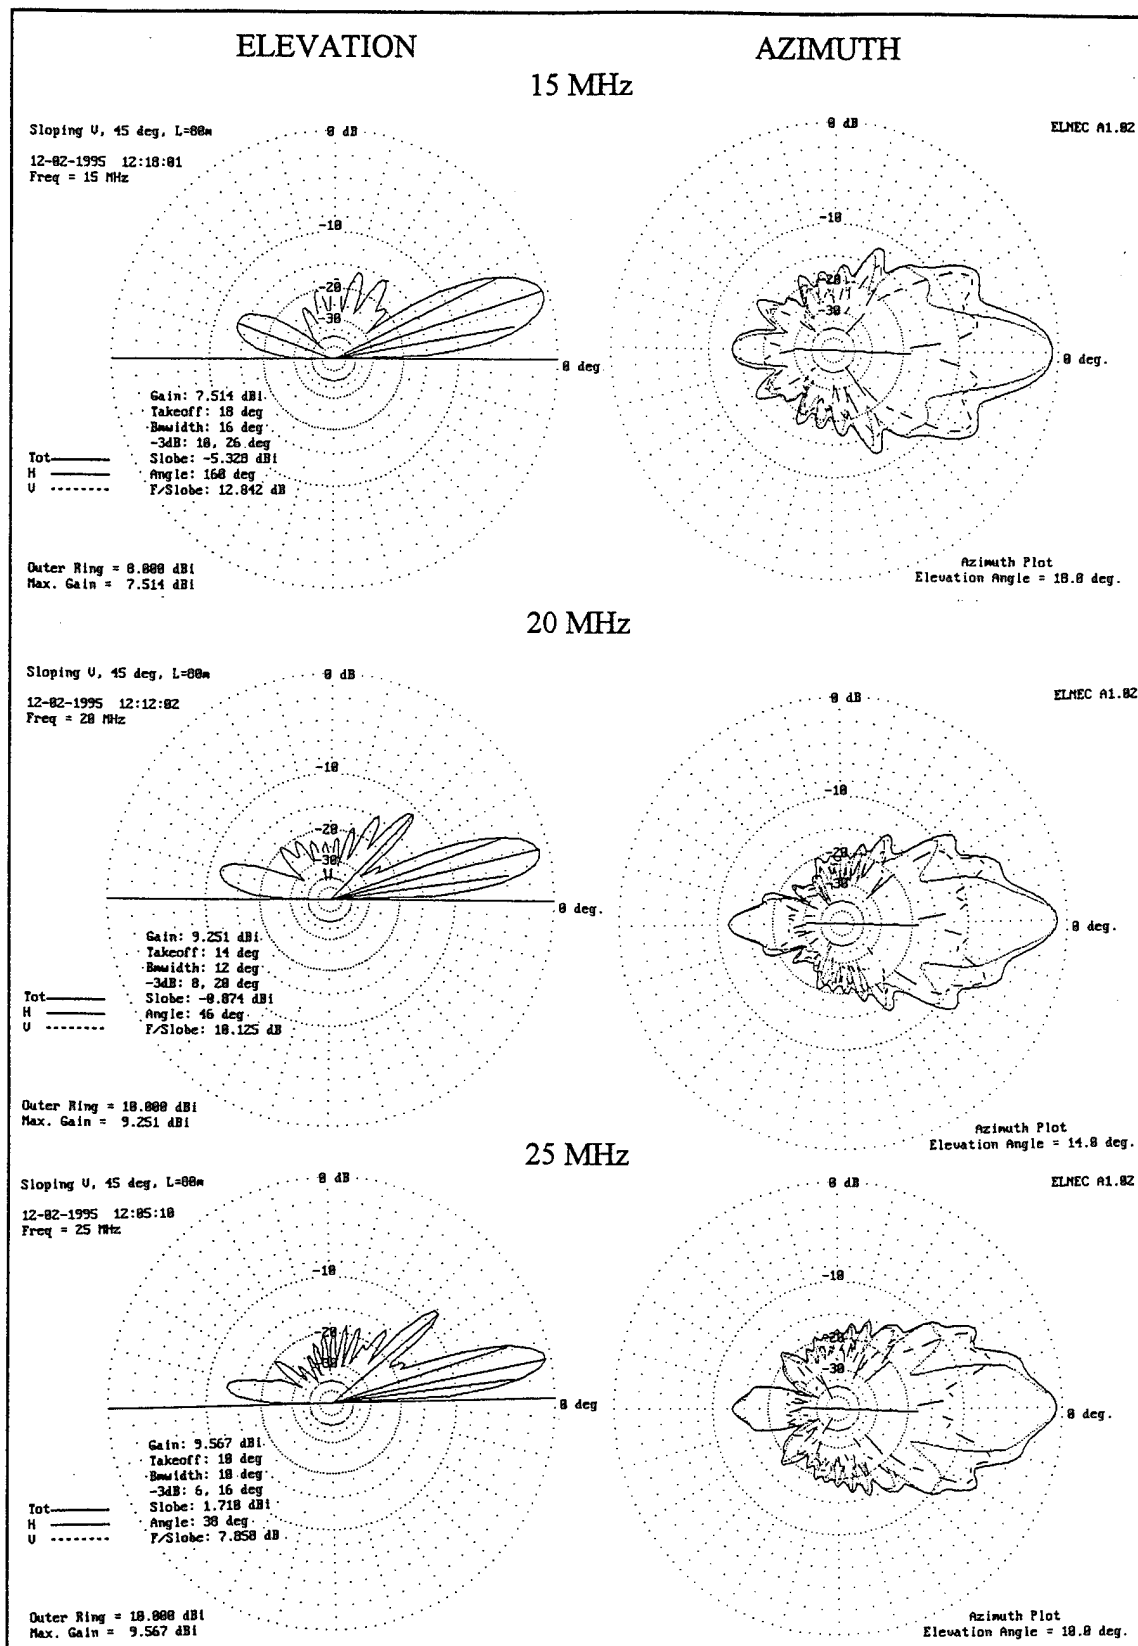 ELEVATION
AZIMUTH
15 MHz
Sloping V, 45 deg, L=80m
12-02-1995 12:18:01
Freq = 15 MHz
0 dB
-10
-20
-30
0 deg.
Gain: 7.514 dBi
Takeoff: 18 deg
Bmwidth: 16 deg
-3dB: 10, 26 deg
Slobe: -5.328 dBi
Angle: 160 deg
F/Slobe: 12.842 dB
Tot
H
V
Outer Ring = 8.000 dBi
Max. Gain = 7.514 dBi
0 dB
ELNEC A1.02
-10
-20
-30
0 deg.
Azimuth Plot
Elevation Angle = 18.0 deg.
20 MHz
Sloping V, 45 deg, L=80m
12-02-1995 12:12:02
Freq = 20 MHz
0 dB
-10
-20
-30
0 deg.
Gain: 9.251 dBi
Takeoff: 14 deg
Bmwidth: 12 deg
-3dB: 8, 20 deg
Slobe: -0.874 dBi
Angle: 46 deg
F/Slobe: 10.125 dB
Tot
H
V
Outer Ring = 10.000 dBi
Max. Gain = 9.251 dBi
0 dB
ELNEC A1.02
-10
-20
-30
0 deg.
Azimuth Plot
Elevation Angle = 14.0 deg.
25 MHz
Sloping V, 45 deg, L=80m
12-02-1995 12:05:10
Freq = 25 MHz
0 dB
-10
-20
-30
0 deg
Gain: 9.567 dBi
Takeoff: 10 deg
Bmwidth: 10 deg
-3dB: 6, 16 deg
Slobe: 1.710 dBi
Angle: 38 deg
F/Slobe: 7.850 dB
Tot
H
V
Outer Ring = 10.000 dBi
Max. Gain = 9.567 dBi
0 dB
ELNEC A1.02
-10
-20
-30
0 deg.
Azimuth Plot
Elevation Angle = 10.0 deg.